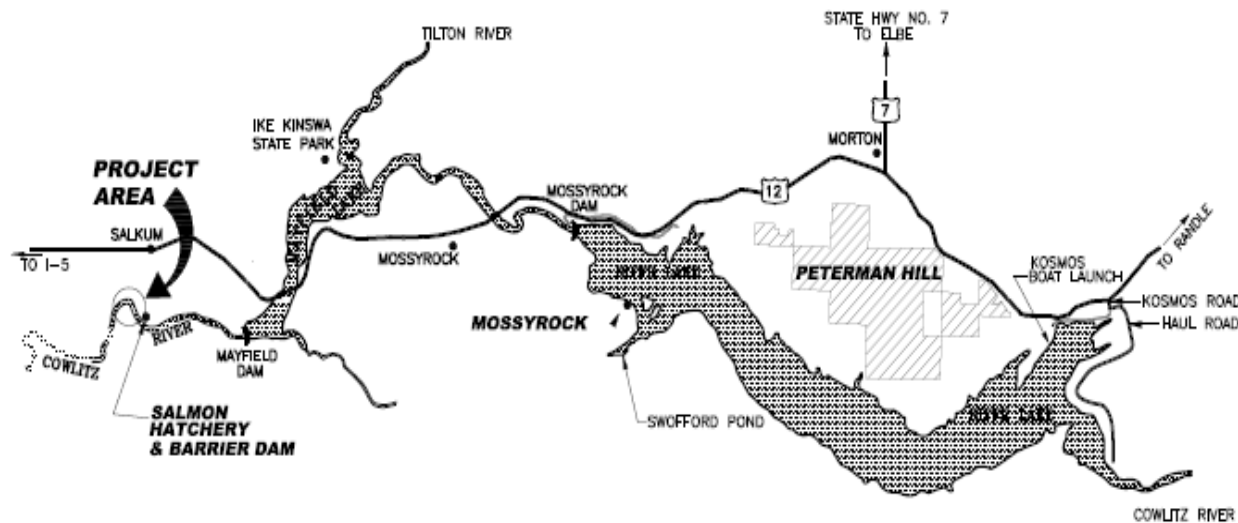 STATE HWY NO. 7
TO ELBE
TILTON RIVER
7
IKE KINSWA
STATE PARK
MORTON
PROJECT
AREA
MOSSYROCK
DAM
12
SALKUM
TO I-5
MOSSYROCK
TO RANDLE
KOSMOS
BOAT LAUNCH
PETERMAN HILL
KOSMOS ROAD
MOSSYROCK
HAUL ROAD
COWLITZ
RIVER
MAYFIELD
DAM
SALMON
HATCHERY
& BARRIER DAM
SWOFFORD POND
COWLITZ RIVER